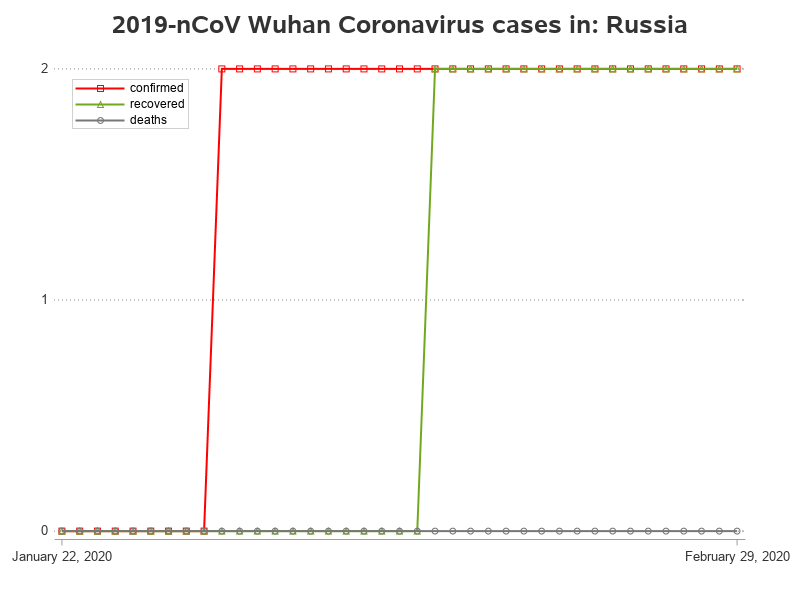 2019-nCoV Wuhan Coronavirus cases in: Russia
2
confirmed
recovered
deaths
1
0
January 22, 2020
February 29, 2020